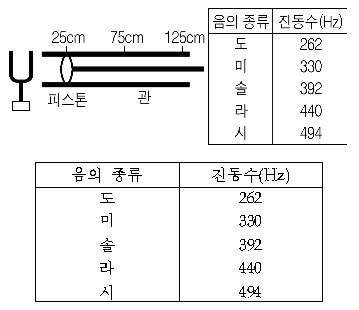 25cm 75cm 125cm
피스톤 관
음의 종류 진동수(Hz)
도 262
미 330
솔 392
라 440
시 494
음의 종류 진동수(Hz)
도 262
미 330
솔 392
라 440
시 494